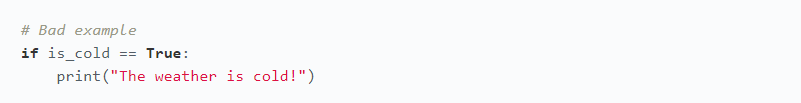 # Bad example
if is_cold == True:
    print("The weather is cold!")